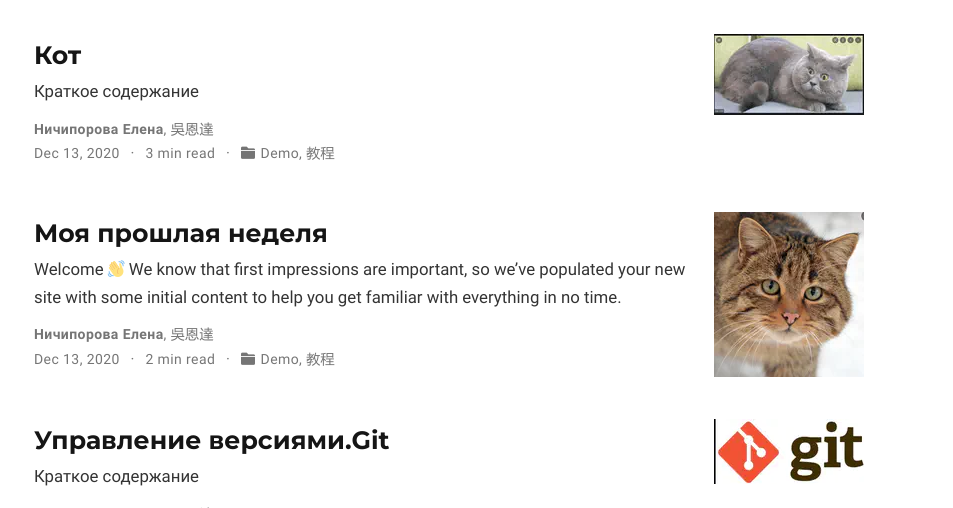 Кот
Краткое содержание
Ничипорова Елена, 吳恩達
Dec 13, 2020 · 3 min read · Demo, 教程
Моя прошлая неделя
Welcome 👋 We know that first impressions are important, so we’ve populated your new
site with some initial content to help you get familiar with everything in no time.
Ничипорова Елена, 吳恩達
Dec 13, 2020 · 2 min read · Demo, 教程
Управление версиями.Git
git
Краткое содержание